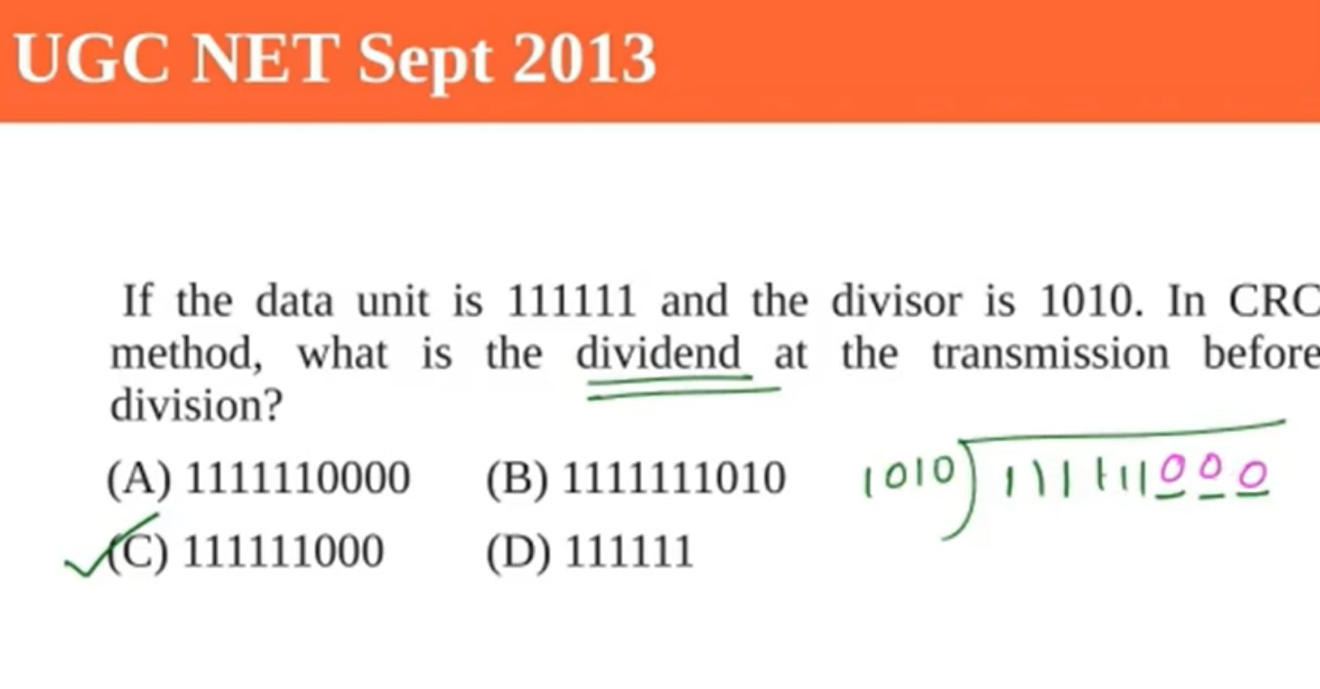 UGC NET Sept 2013
If the data unit is 111111 and the divisor is 1010. In CRC
method, what is the dividend at the transmission before
division?
(A) 1111110000 (B) 1111111010
1010) 111111000
(C) 111111000 (D) 111111